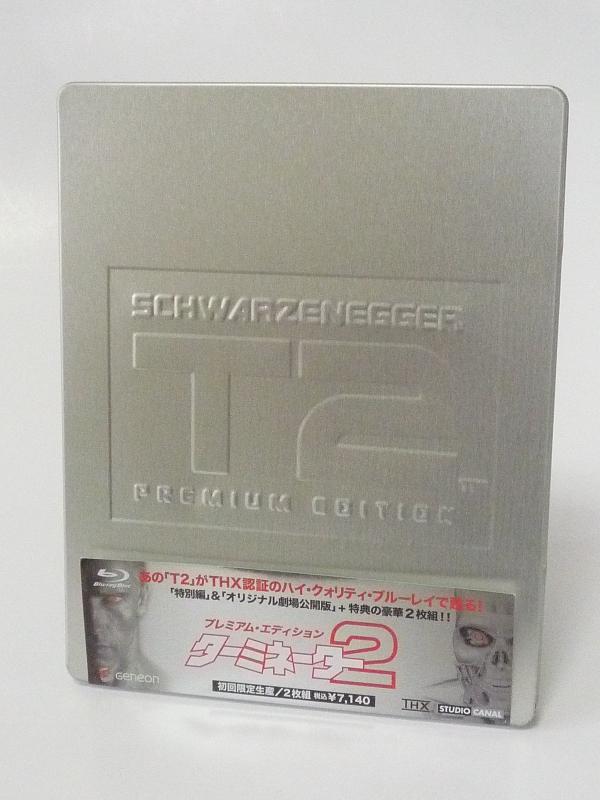 SCHWARZENEGGER
T2
PREMIUM EDITION
Blu-ray Disc
あの「T2」がTHX認証のハイ・クォリティ・ブルーレイで甦る!
「特別編」&「オリジナル劇場公開版」+特典の豪華2枚組!!
プレミアム・エディション
ターミネーター2
GENEON
初回限定生産/2枚組 税込¥7,140
THX
STUDIO CANAL